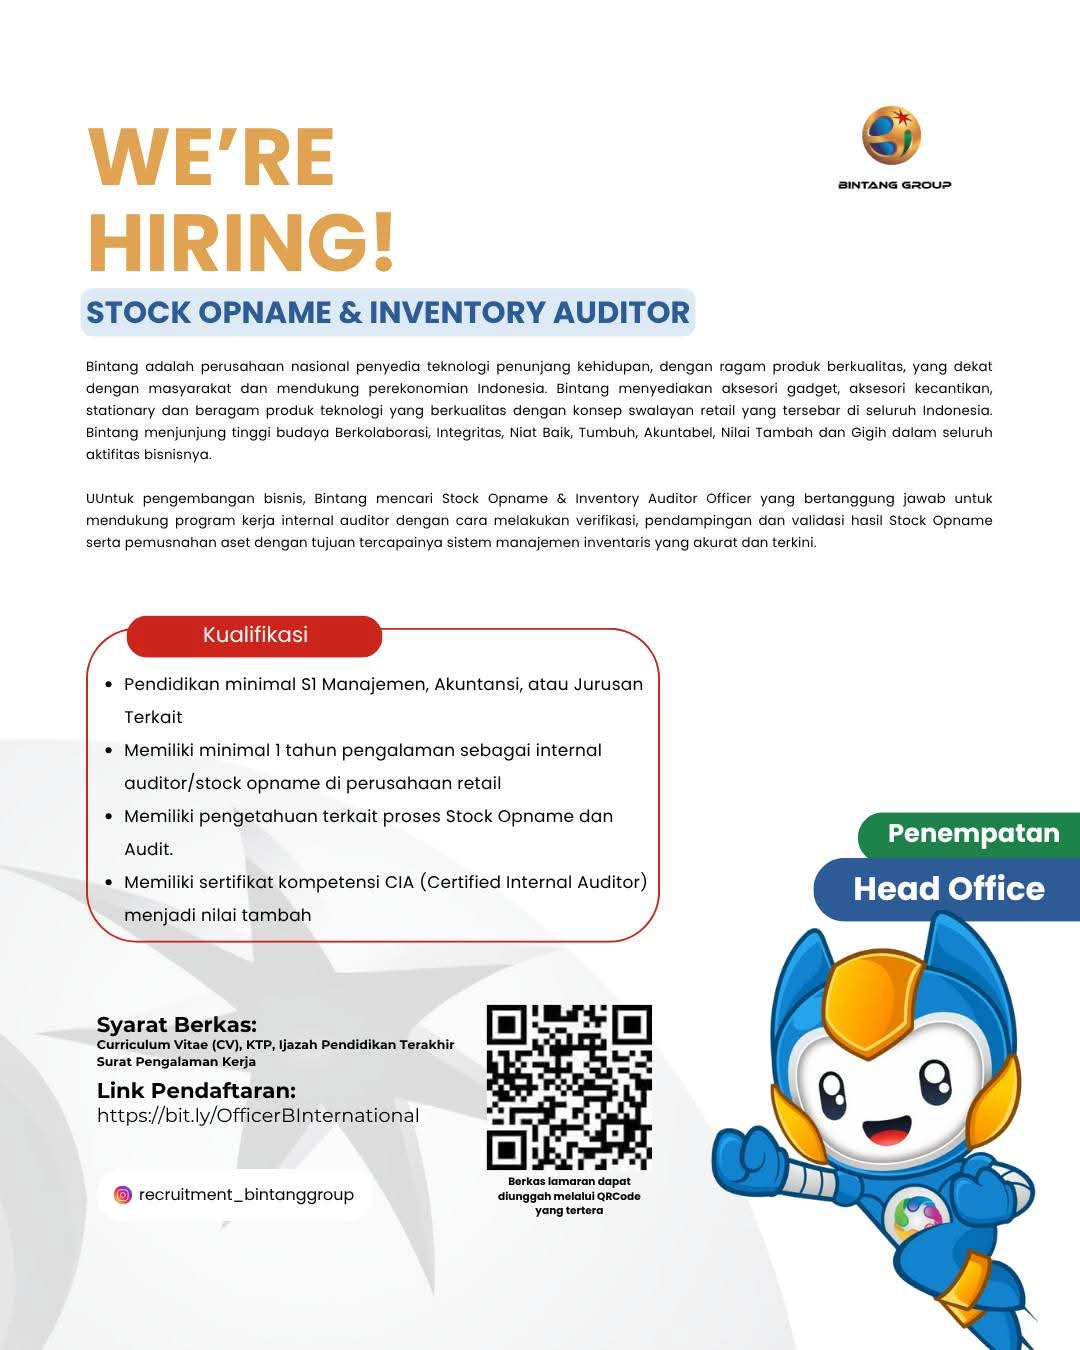 WE'RE
HIRING!
BINTANG GROUP
STOCK OPNAME & INVENTORY AUDITOR
Bintang adalah perusahaan nasional penyedia teknologi penunjang kehidupan, dengan ragam produk berkualitas, yang dekat
dengan masyarakat dan mendukung perekonomian Indonesia. Bintang menyediakan aksesori gadget, aksesori kecantikan,
stationary dan beragam produk teknologi yang berkualitas dengan konsep swalayan retail yang tersebar di seluruh Indonesia.
Bintang menjunjung tinggi budaya Berkolaborasi, Integritas, Niat Baik, Tumbuh, Akuntabel, Nilai Tambah dan Gigih dalam seluruh
aktifitas bisnisnya.
UUntuk pengembangan bisnis, Bintang mencari Stock Opname & Inventory Auditor Officer yang bertanggung jawab untuk
mendukung program kerja internal auditor dengan cara melakukan verifikasi, pendampingan dan validasi hasil Stock Opname
serta pemusnahan aset dengan tujuan tercapainya sistem manajemen inventaris yang akurat dan terkini.
Kualifikasi
• Pendidikan minimal S1 Manajemen, Akuntansi, atau Jurusan
Terkait
• Memiliki minimal 1 tahun pengalaman sebagai internal
auditor/stock opname di perusahaan retail
• Memiliki pengetahuan terkait proses Stock Opname dan
Audit.
• Memiliki sertifikat kompetensi CIA (Certified Internal Auditor)
menjadi nilai tambah
Penempatan
Head Office
Syarat Berkas:
Curriculum Vitae (CV), KTP, Ijazah Pendidikan Terakhir
Surat Pengalaman Kerja
Link Pendaftaran:
https://bit.ly/OfficerBInternational
recruitment_bintanggroup
Berkas lamaran dapat
diunggah melalui QRCode
yang tertera